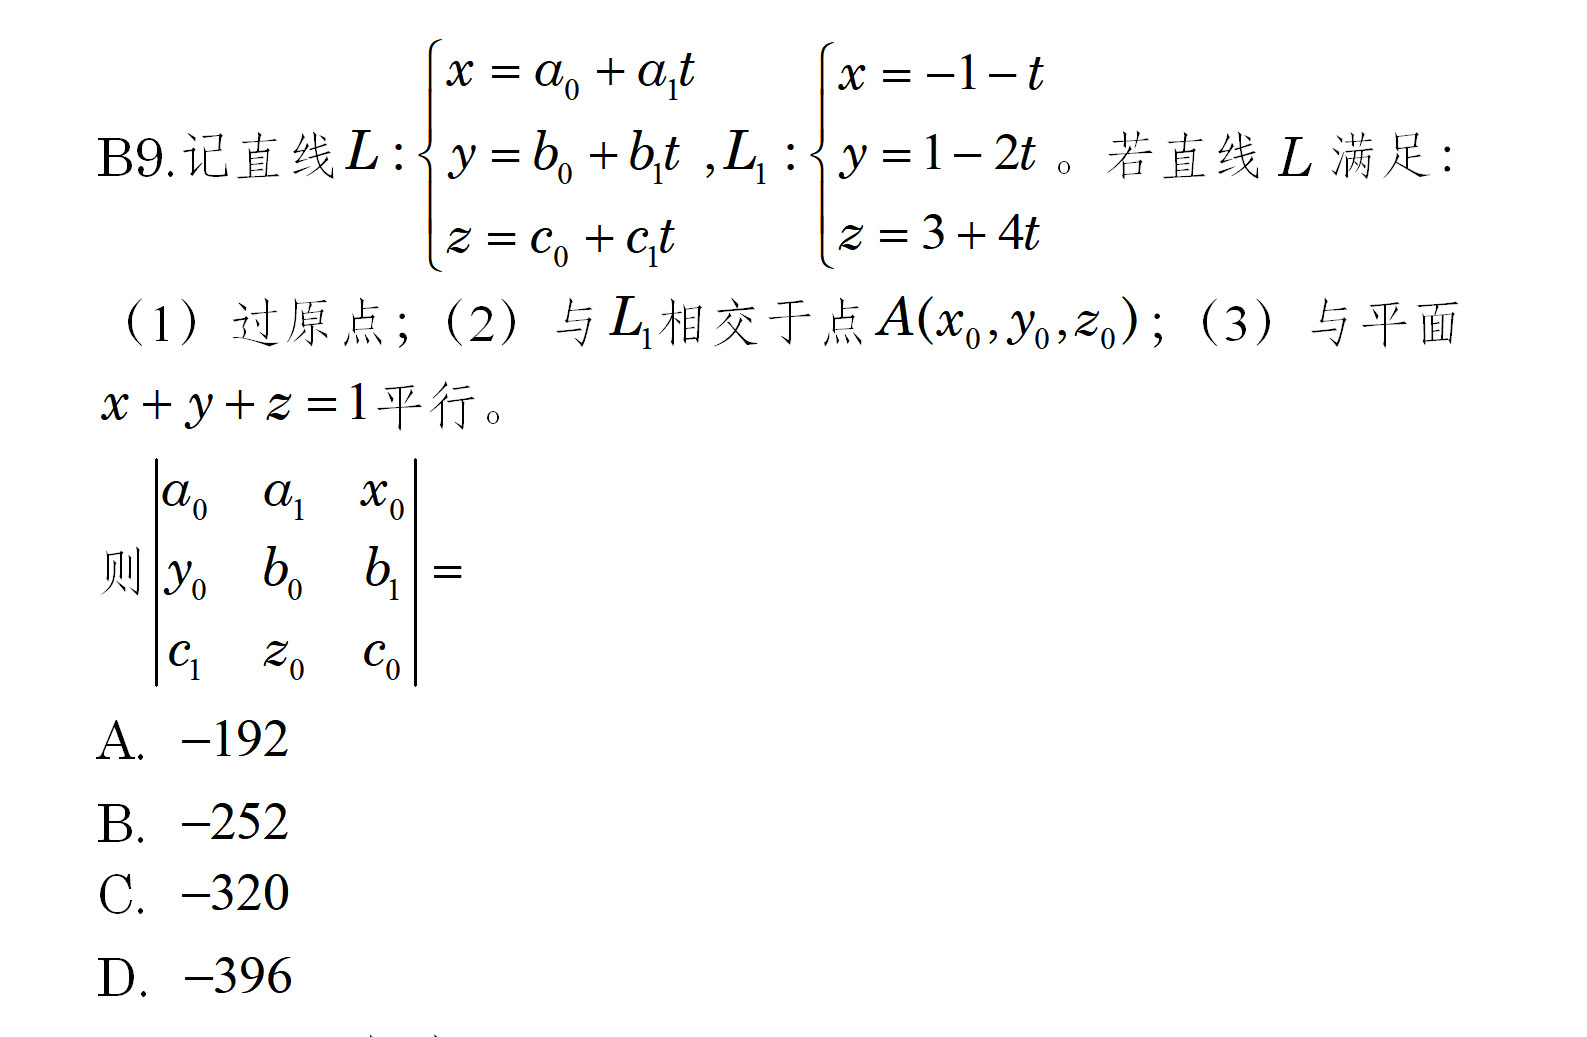 B9.记直线 $L:\begin{cases} x=a_0+a_1t \\ y=b_0+b_1t \\ z=c_0+c_1t \end{cases}, L_1:\begin{cases} x=-1-t \\ y=1-2t \\ z=3+4t \end{cases}$。若直线 $L$ 满足：
（1）过原点；（2）与 $L_1$ 相交于点 $A(x_0,y_0,z_0)$；（3）与平面
$x+y+z=1$ 平行。
则 $\begin{vmatrix} a_0 & a_1 & x_0 \\ y_0 & b_0 & b_1 \\ c_1 & z_0 & c_0 \end{vmatrix}=$
A. $-192$
B. $-252$
C. $-320$
D. $-396$